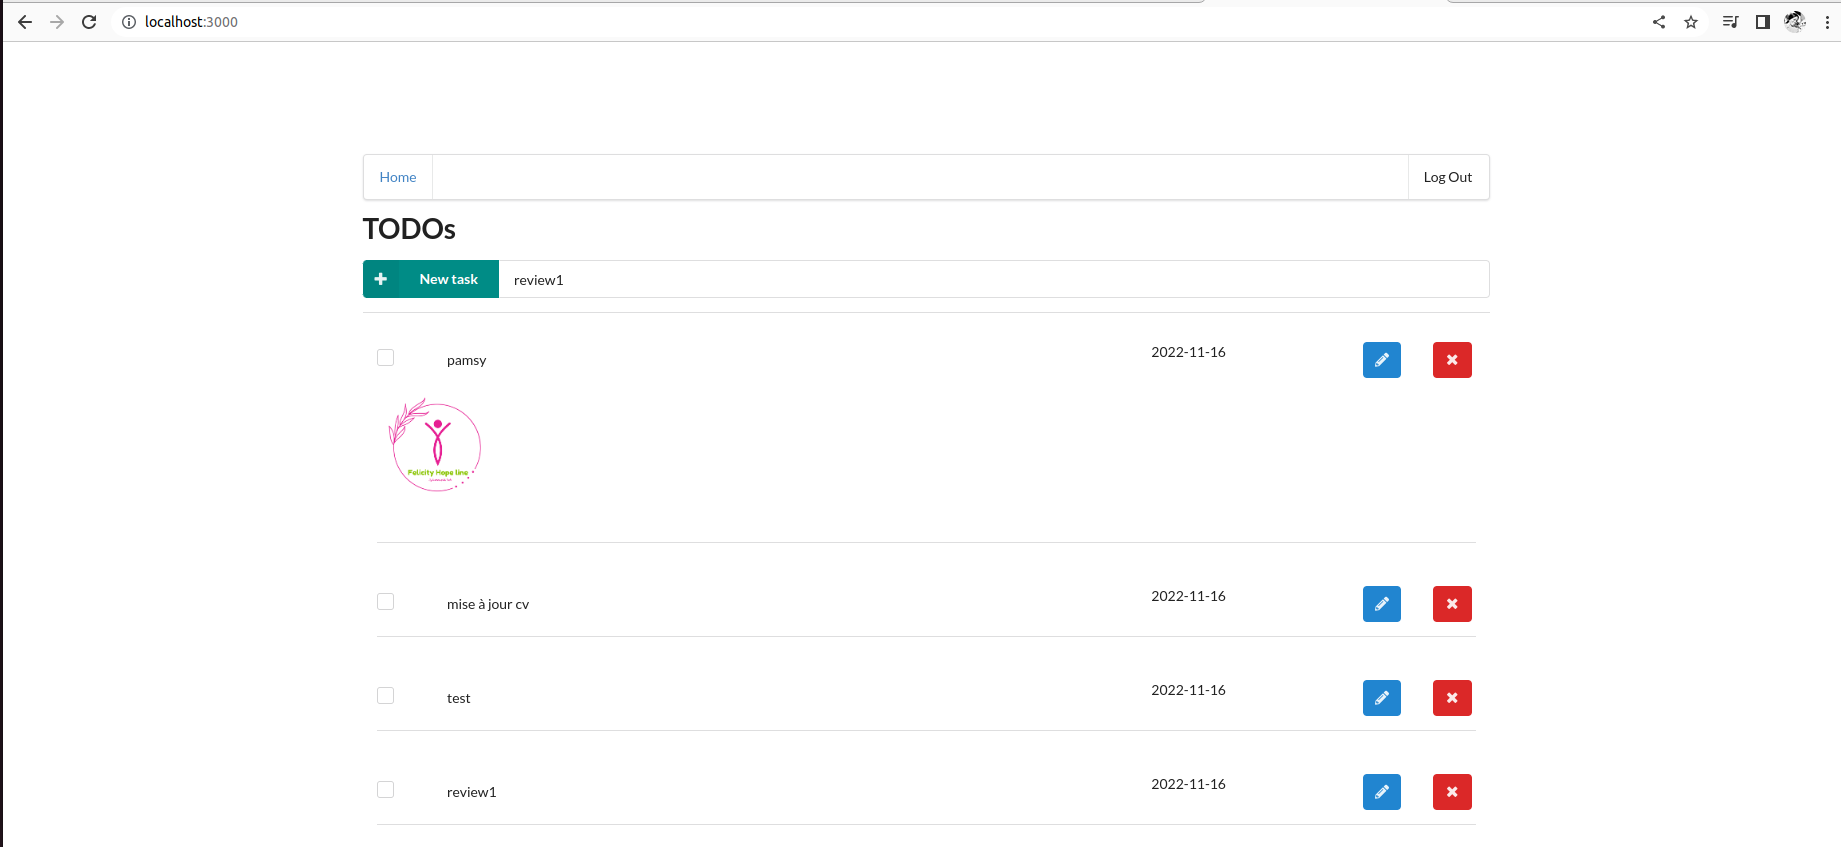 localhost:3000
Home
Log Out
TODOs
New task
review1
pamsy
2022-11-16
Felicity Hope line
mise à jour cv
2022-11-16
test
2022-11-16
review1
2022-11-16